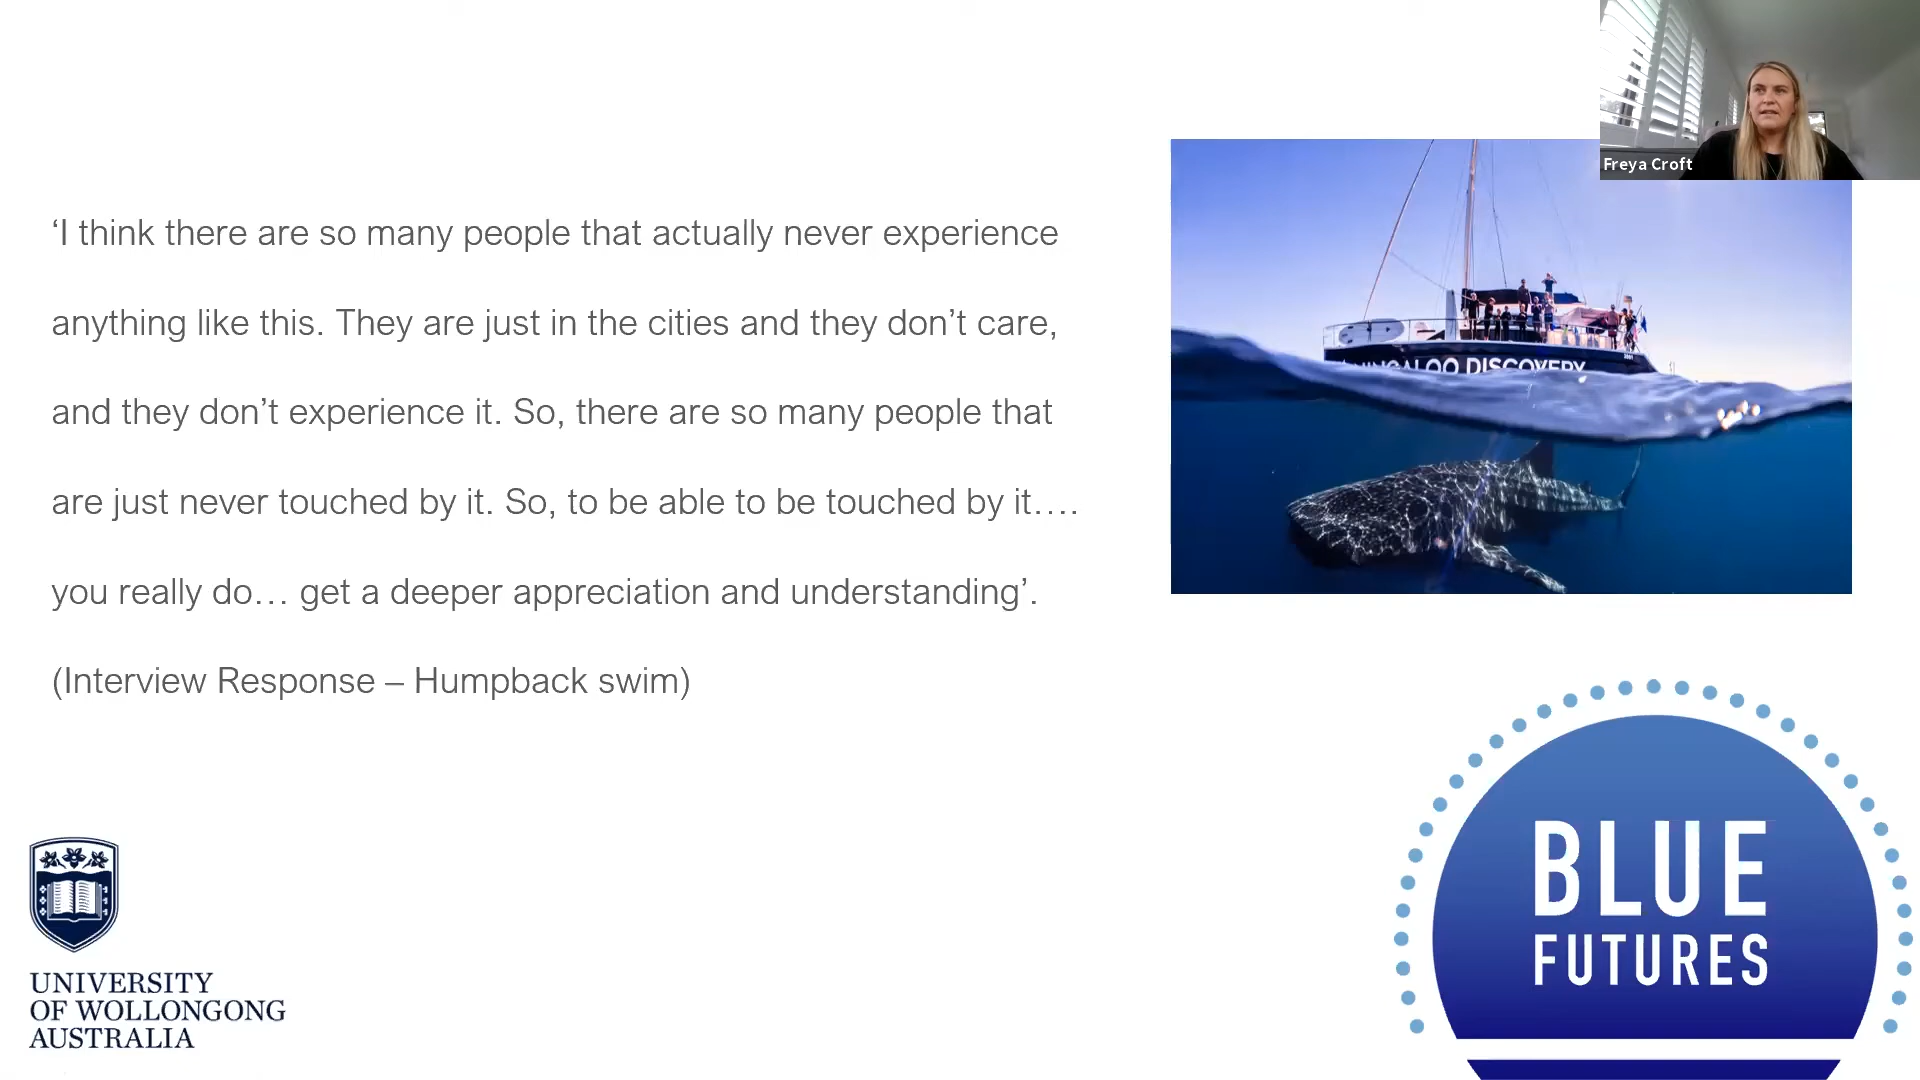 Freya Croft
‘I think there are so many people that actually never experience
anything like this. They are just in the cities and they don’t care,
and they don’t experience it. So, there are so many people that
are just never touched by it. So, to be able to be touched by it….
you really do… get a deeper appreciation and understanding’.
(Interview Response – Humpback swim)
DISCOVERY
BLUE
FUTURES
UNIVERSITY
OF WOLLONGONG
AUSTRALIA